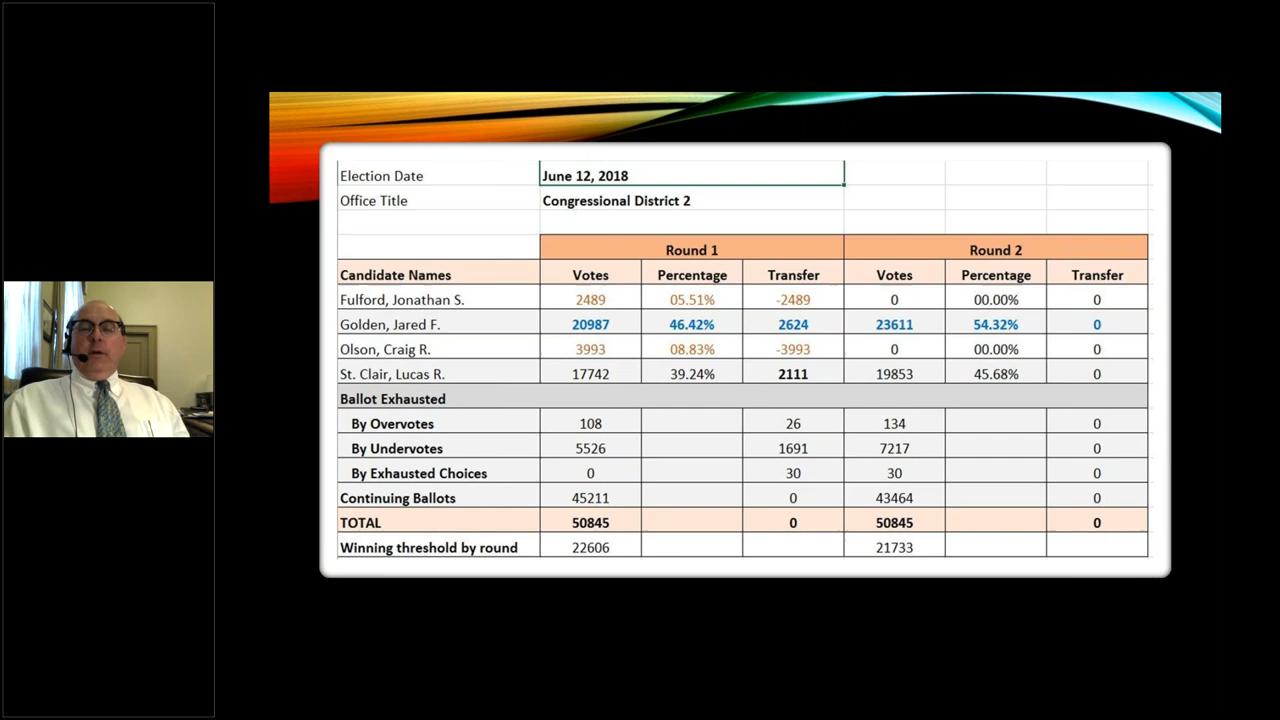 Election Date June 12, 2018
Office Title Congressional District 2
Round 1 Round 2
Candidate Names Votes Percentage Transfer Votes Percentage Transfer
Fulford, Jonathan S. 2489 05.51% -2489 0 00.00% 0
Golden, Jared F. 20987 46.42% 2624 23611 54.32% 0
Olson, Craig R. 3993 08.83% -3993 0 00.00% 0
St. Clair, Lucas R. 17742 39.24% 2111 19853 45.68% 0
Ballot Exhausted
By Overvotes 108 26 134 0
By Undervotes 5526 1691 7217 0
By Exhausted Choices 0 30 30 0
Continuing Ballots 45211 0 43464 0
TOTAL 50845 0 50845 0
Winning threshold by round 22606 21733